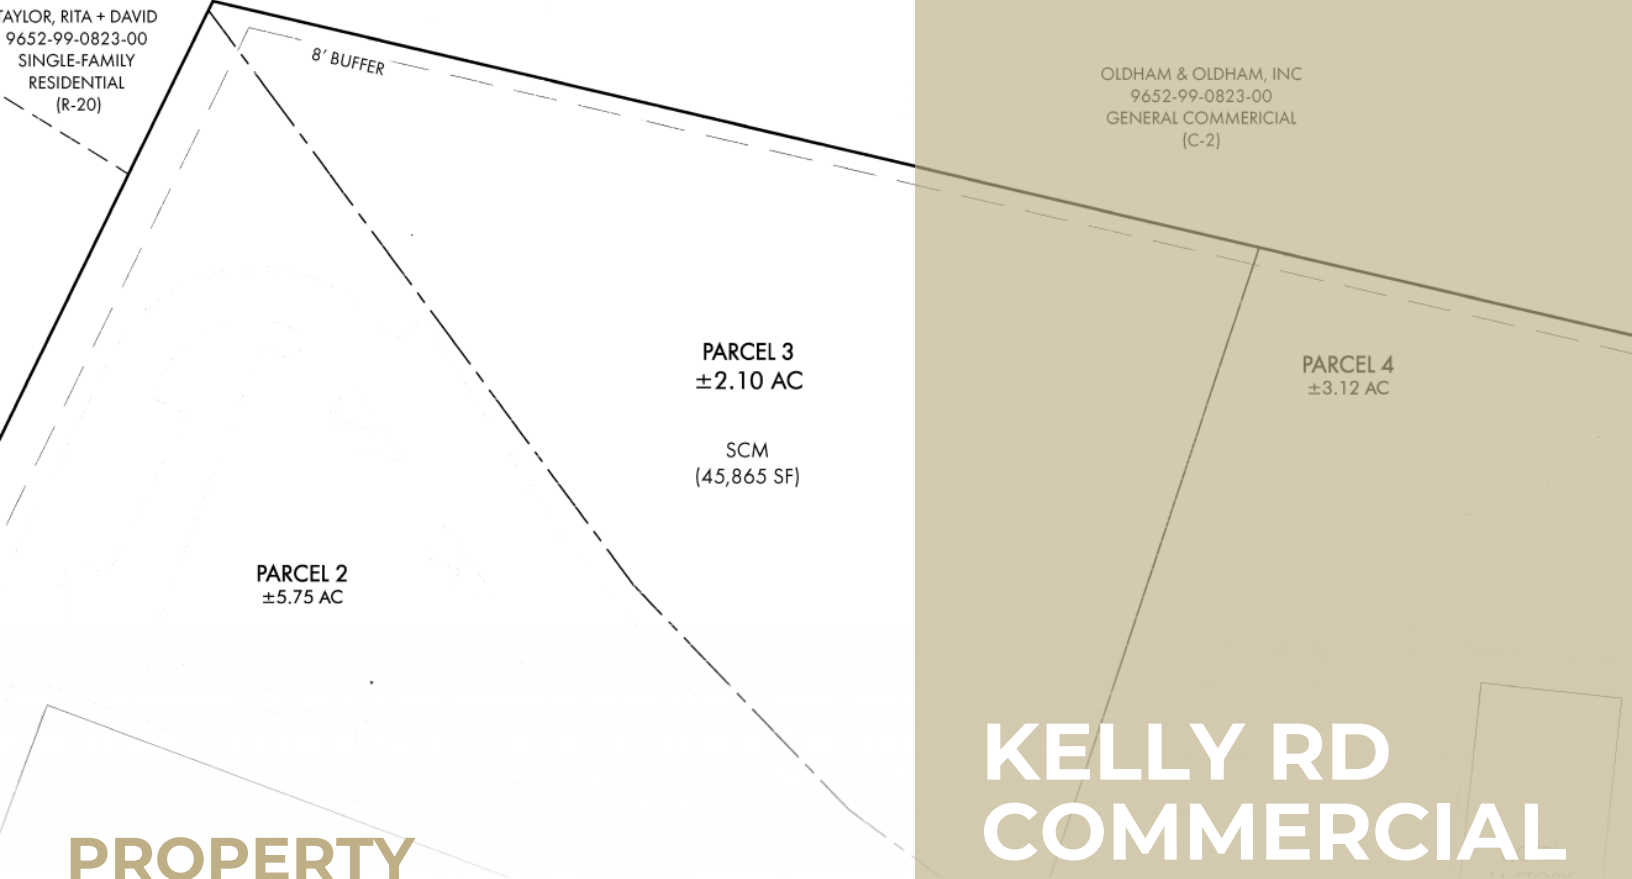 TAYLOR, RITA + DAVID
9652-99-0823-00
SINGLE-FAMILY
RESIDENTIAL
(R-20)
8' BUFFER
OLDHAM & OLDHAM, INC
9652-99-0823-00
GENERAL COMMERICIAL
(C-2)
PARCEL 3
±2.10 AC
SCM
(45,865 SF)
PARCEL 4
±3.12 AC
PARCEL 2
±5.75 AC
KELLY RD
COMMERCIAL
PROPERTY